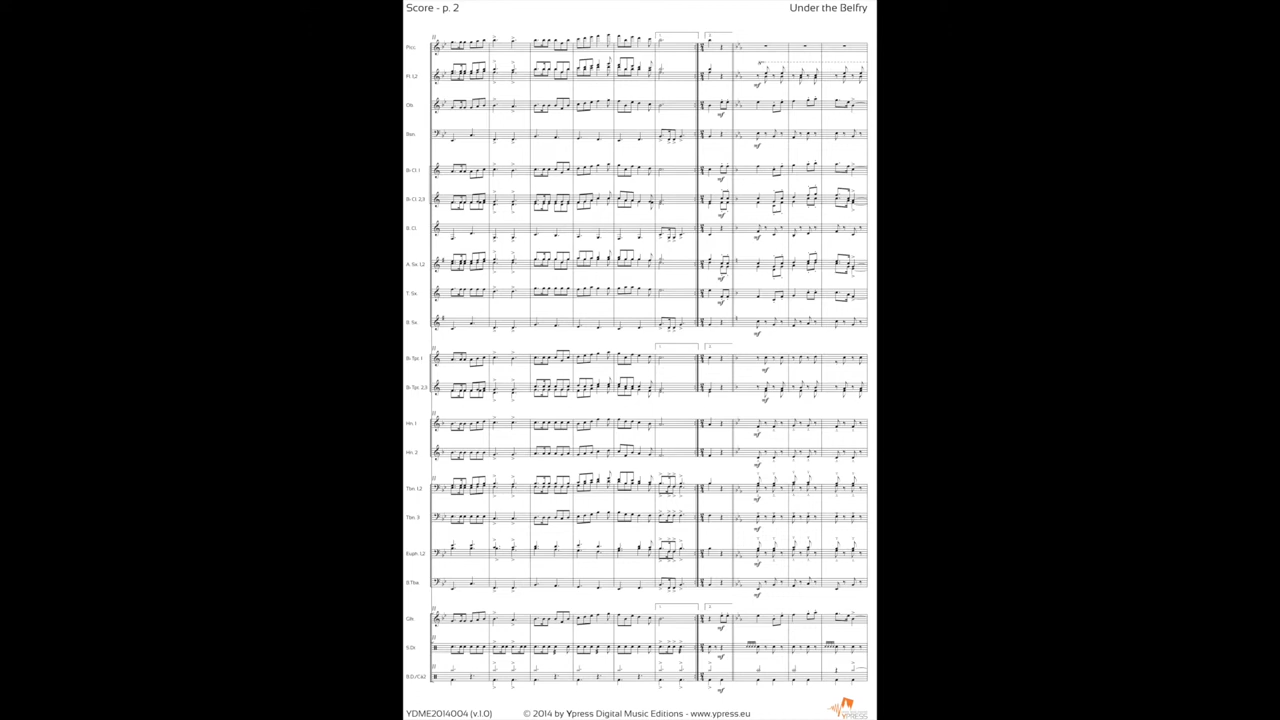 Score - p. 2
Under the Belfry
Picc.
Fl. 1,2
Ob.
Bsn.
B♭ Cl. 1
B♭ Cl. 2,3
B. Cl.
A. Sx. 1,2
T. Sx.
B. Sx.
B♭ Tpt. 1
B♭ Tpt. 2,3
Hn. 1
Hn. 2
Tbn. 1,2
Tbn. 3
Euph. 1,2
B.Tba
Glk.
S.Dr.
mf
YPRESS
YDME2014004 (v.1.0)
© 2014 by Ypress Digital Music Editions - www.ypress.eu